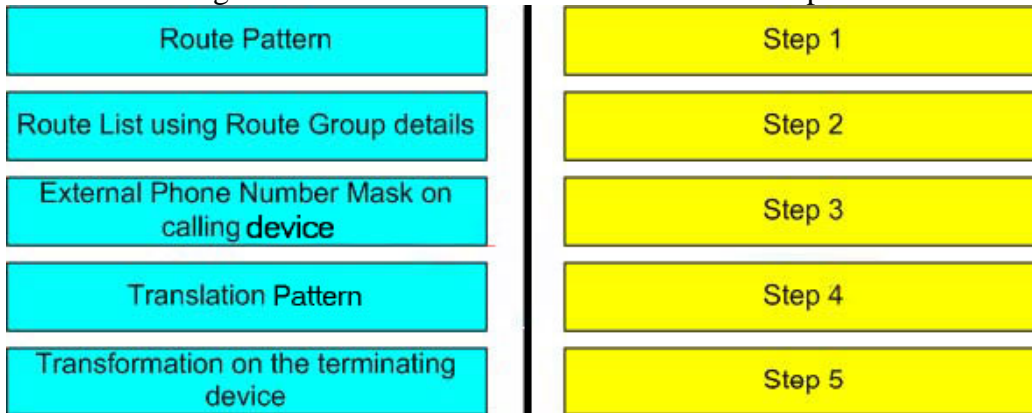 Route Pattern
Step 1
Route List using Route Group details
Step 2
External Phone Number Mask on
calling device
Step 3
Translation Pattern
Step 4
Transformation on the terminating
device
Step 5